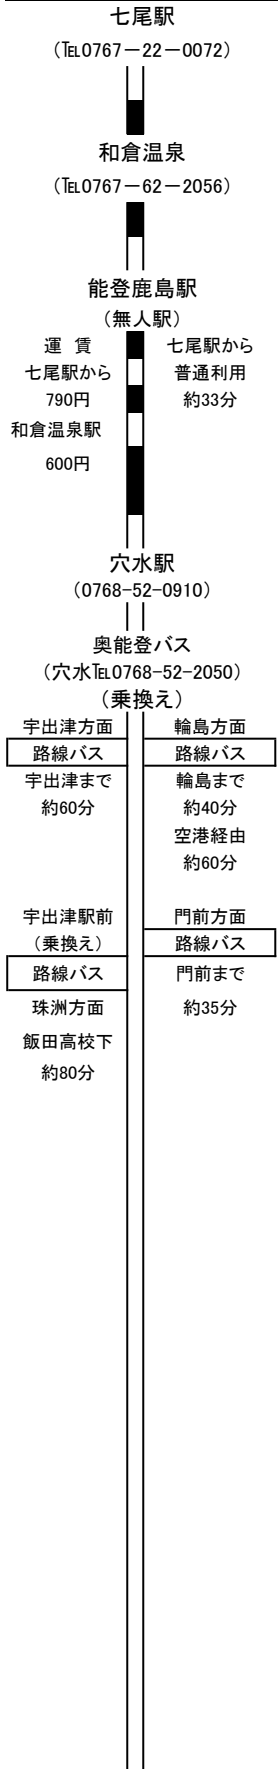 七尾駅
（℡0767－22－0072）
和倉温泉
（℡0767－62－2056）
能登鹿島駅
（無人駅）
運　賃
七尾駅から
790円
和倉温泉駅
600円
七尾駅から
普通利用
約33分
穴水駅
（0768-52-0910）
奥能登バス
（穴水℡0768-52-2050）
（乗換え）
宇出津方面
路線バス
宇出津まで
約60分
輪島方面
路線バス
輪島まで
約40分
空港経由
約60分
宇出津駅前
（乗換え）
路線バス
珠洲方面
飯田高校下
約80分
門前方面
路線バス
門前まで
約35分